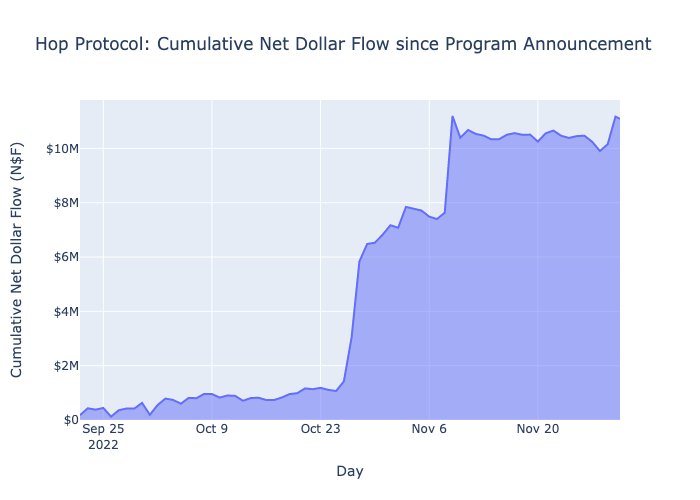 Hop Protocol: Cumulative Net Dollar Flow since Program Announcement
Cumulative Net Dollar Flow (N$F)
$10M
$8M
$6M
$4M
$2M
$0
Sep 25
2022
Oct 9
Oct 23
Nov 6
Nov 20
Day